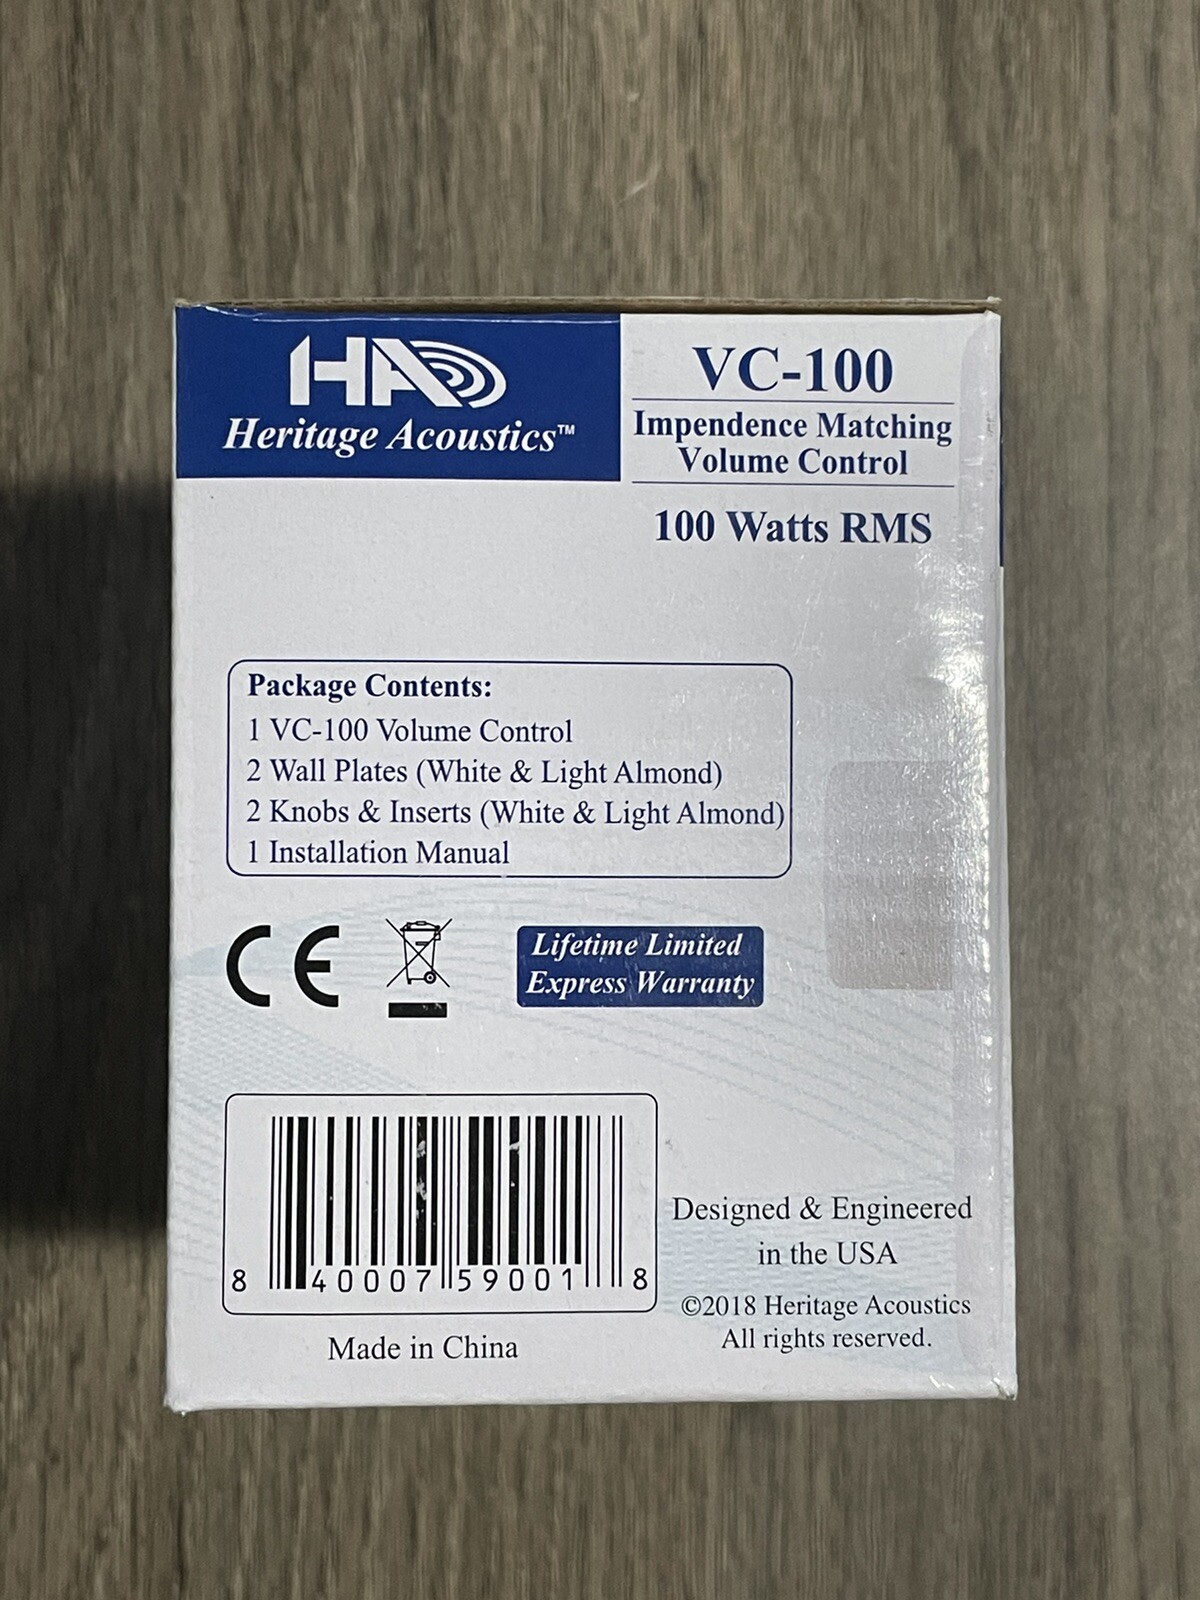 HA
Heritage Acoustics™
VC-100
Impendence Matching
Volume Control
100 Watts RMS
Package Contents:
1 VC-100 Volume Control
2 Wall Plates (White & Light Almond)
2 Knobs & Inserts (White & Light Almond)
1 Installation Manual
CE
Lifetime Limited
Express Warranty
8 40007 59001 8
Made in China
Designed & Engineered
in the USA
©2018 Heritage Acoustics
All rights reserved.